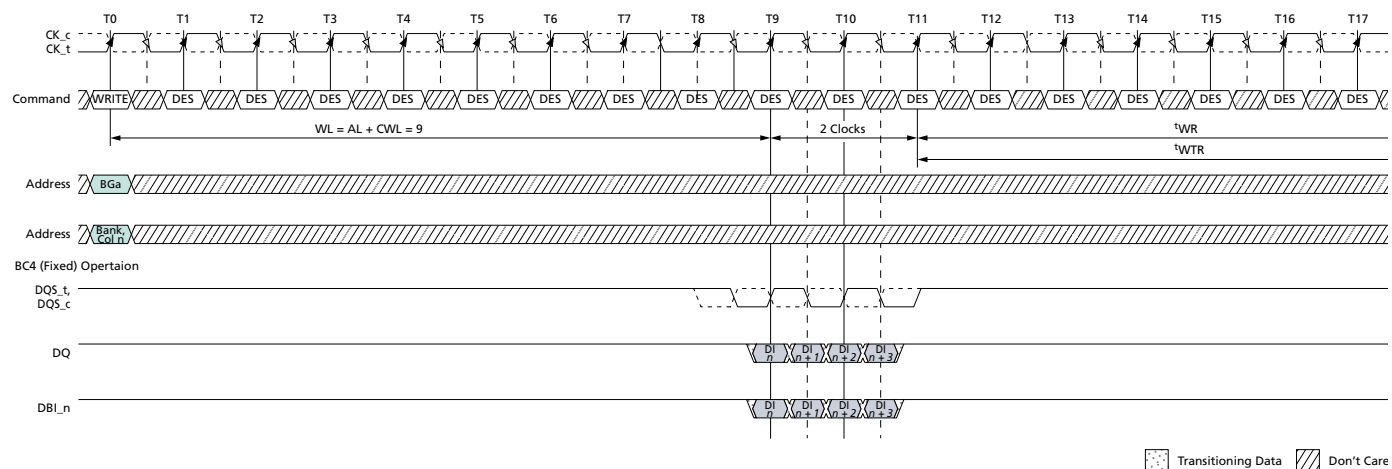 T0 T1 T2 T3 T4 T5 T6 T7 T8 T9 T10 T11 T12 T13 T14 T15 T16 T17
CK_c
CK_t
Command WRITE DES DES DES DES DES DES DES DES DES DES DES DES DES DES DES DES DES
WL = AL + CWL = 9 2 Clocks tWR
tWTR
Address BGa
Address Bank,
Col n
BC4 (Fixed) Opertaion
DQS_t,
DQS_c
DQ DI n DI n + 1 DI n + 2 DI n + 3
DBI_n DI n DI n + 1 DI n + 2 DI n + 3
Transitioning Data Don't Care